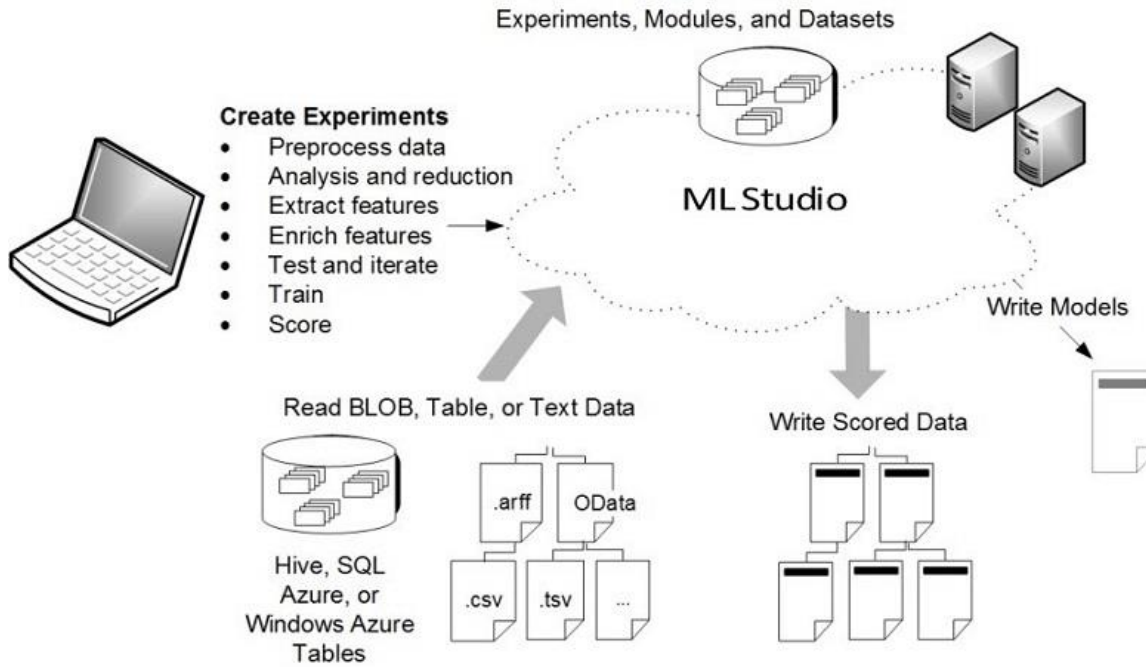 Experiments, Modules, and Datasets
Create Experiments
• Preprocess data
• Analysis and reduction
• Extract features
• Enrich features
• Test and iterate
• Train
• Score
ML Studio
Write Models
Read BLOB, Table, or Text Data
Write Scored Data
.arff
OData
.csv
.tsv
...
Hive, SQL
Azure, or
Windows Azure
Tables